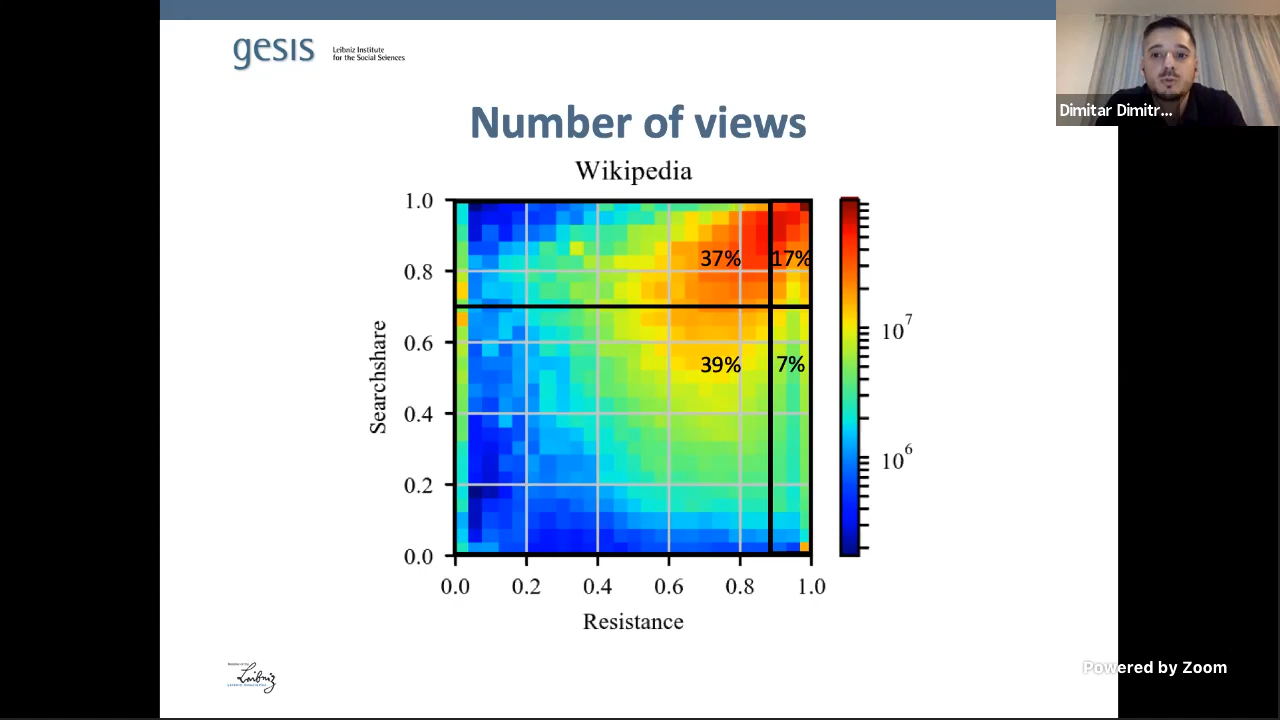 gesis
Leibniz Institute
for the Social Sciences
Dimitar Dimitr...
Number of views
Wikipedia
1.0
0.8
0.6
0.4
0.2
0.0
Searchshare
37%
17%
39%
7%
10^7
10^6
0.0 0.2 0.4 0.6 0.8 1.0
Resistance
Leibniz
Powered by Zoom